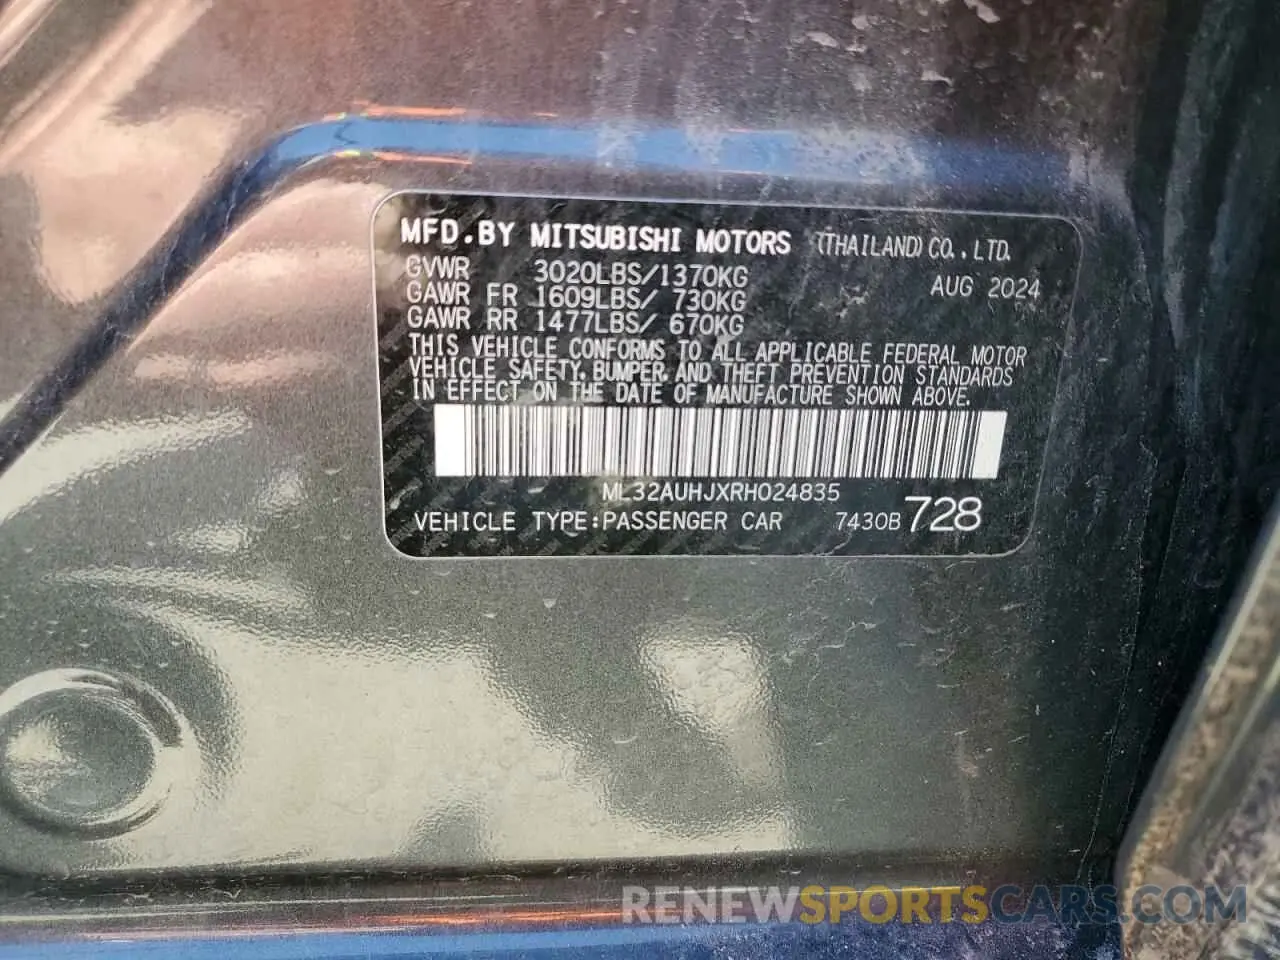 MFD.BY MITSUBISHI MOTORS (THAILAND) CO.,LTD.
GVWR 3020LBS/1370KG AUG 2024
GAWR FR 1609LBS/ 730KG
GAWR RR 1477LBS/ 670KG
THIS VEHICLE CONFORMS TO ALL APPLICABLE FEDERAL MOTOR
VEHICLE SAFETY, BUMPER, AND THEFT PREVENTION STANDARDS
IN EFFECT ON THE DATE OF MANUFACTURE SHOWN ABOVE.
ML32AUHJXRH024835
VEHICLE TYPE:PASSENGER CAR 7430B 728
RENEWSPORTSCARS.COM